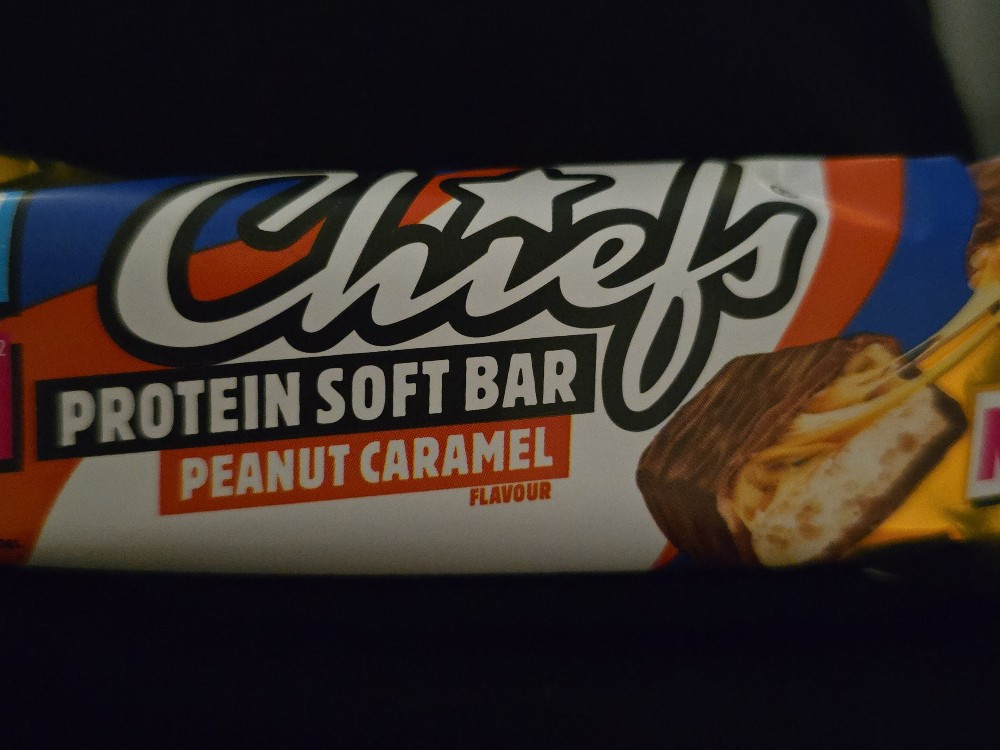 Chiefs
PROTEIN SOFT BAR
PEANUT CARAMEL
FLAVOUR